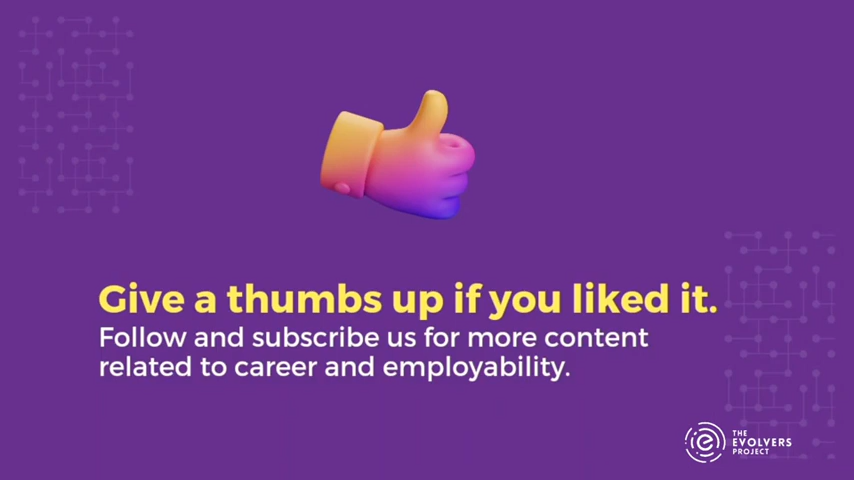 Give a thumbs up if you liked it.
Follow and subscribe us for more content
related to career and employability.
THE
EVOLVERS
PROJECT